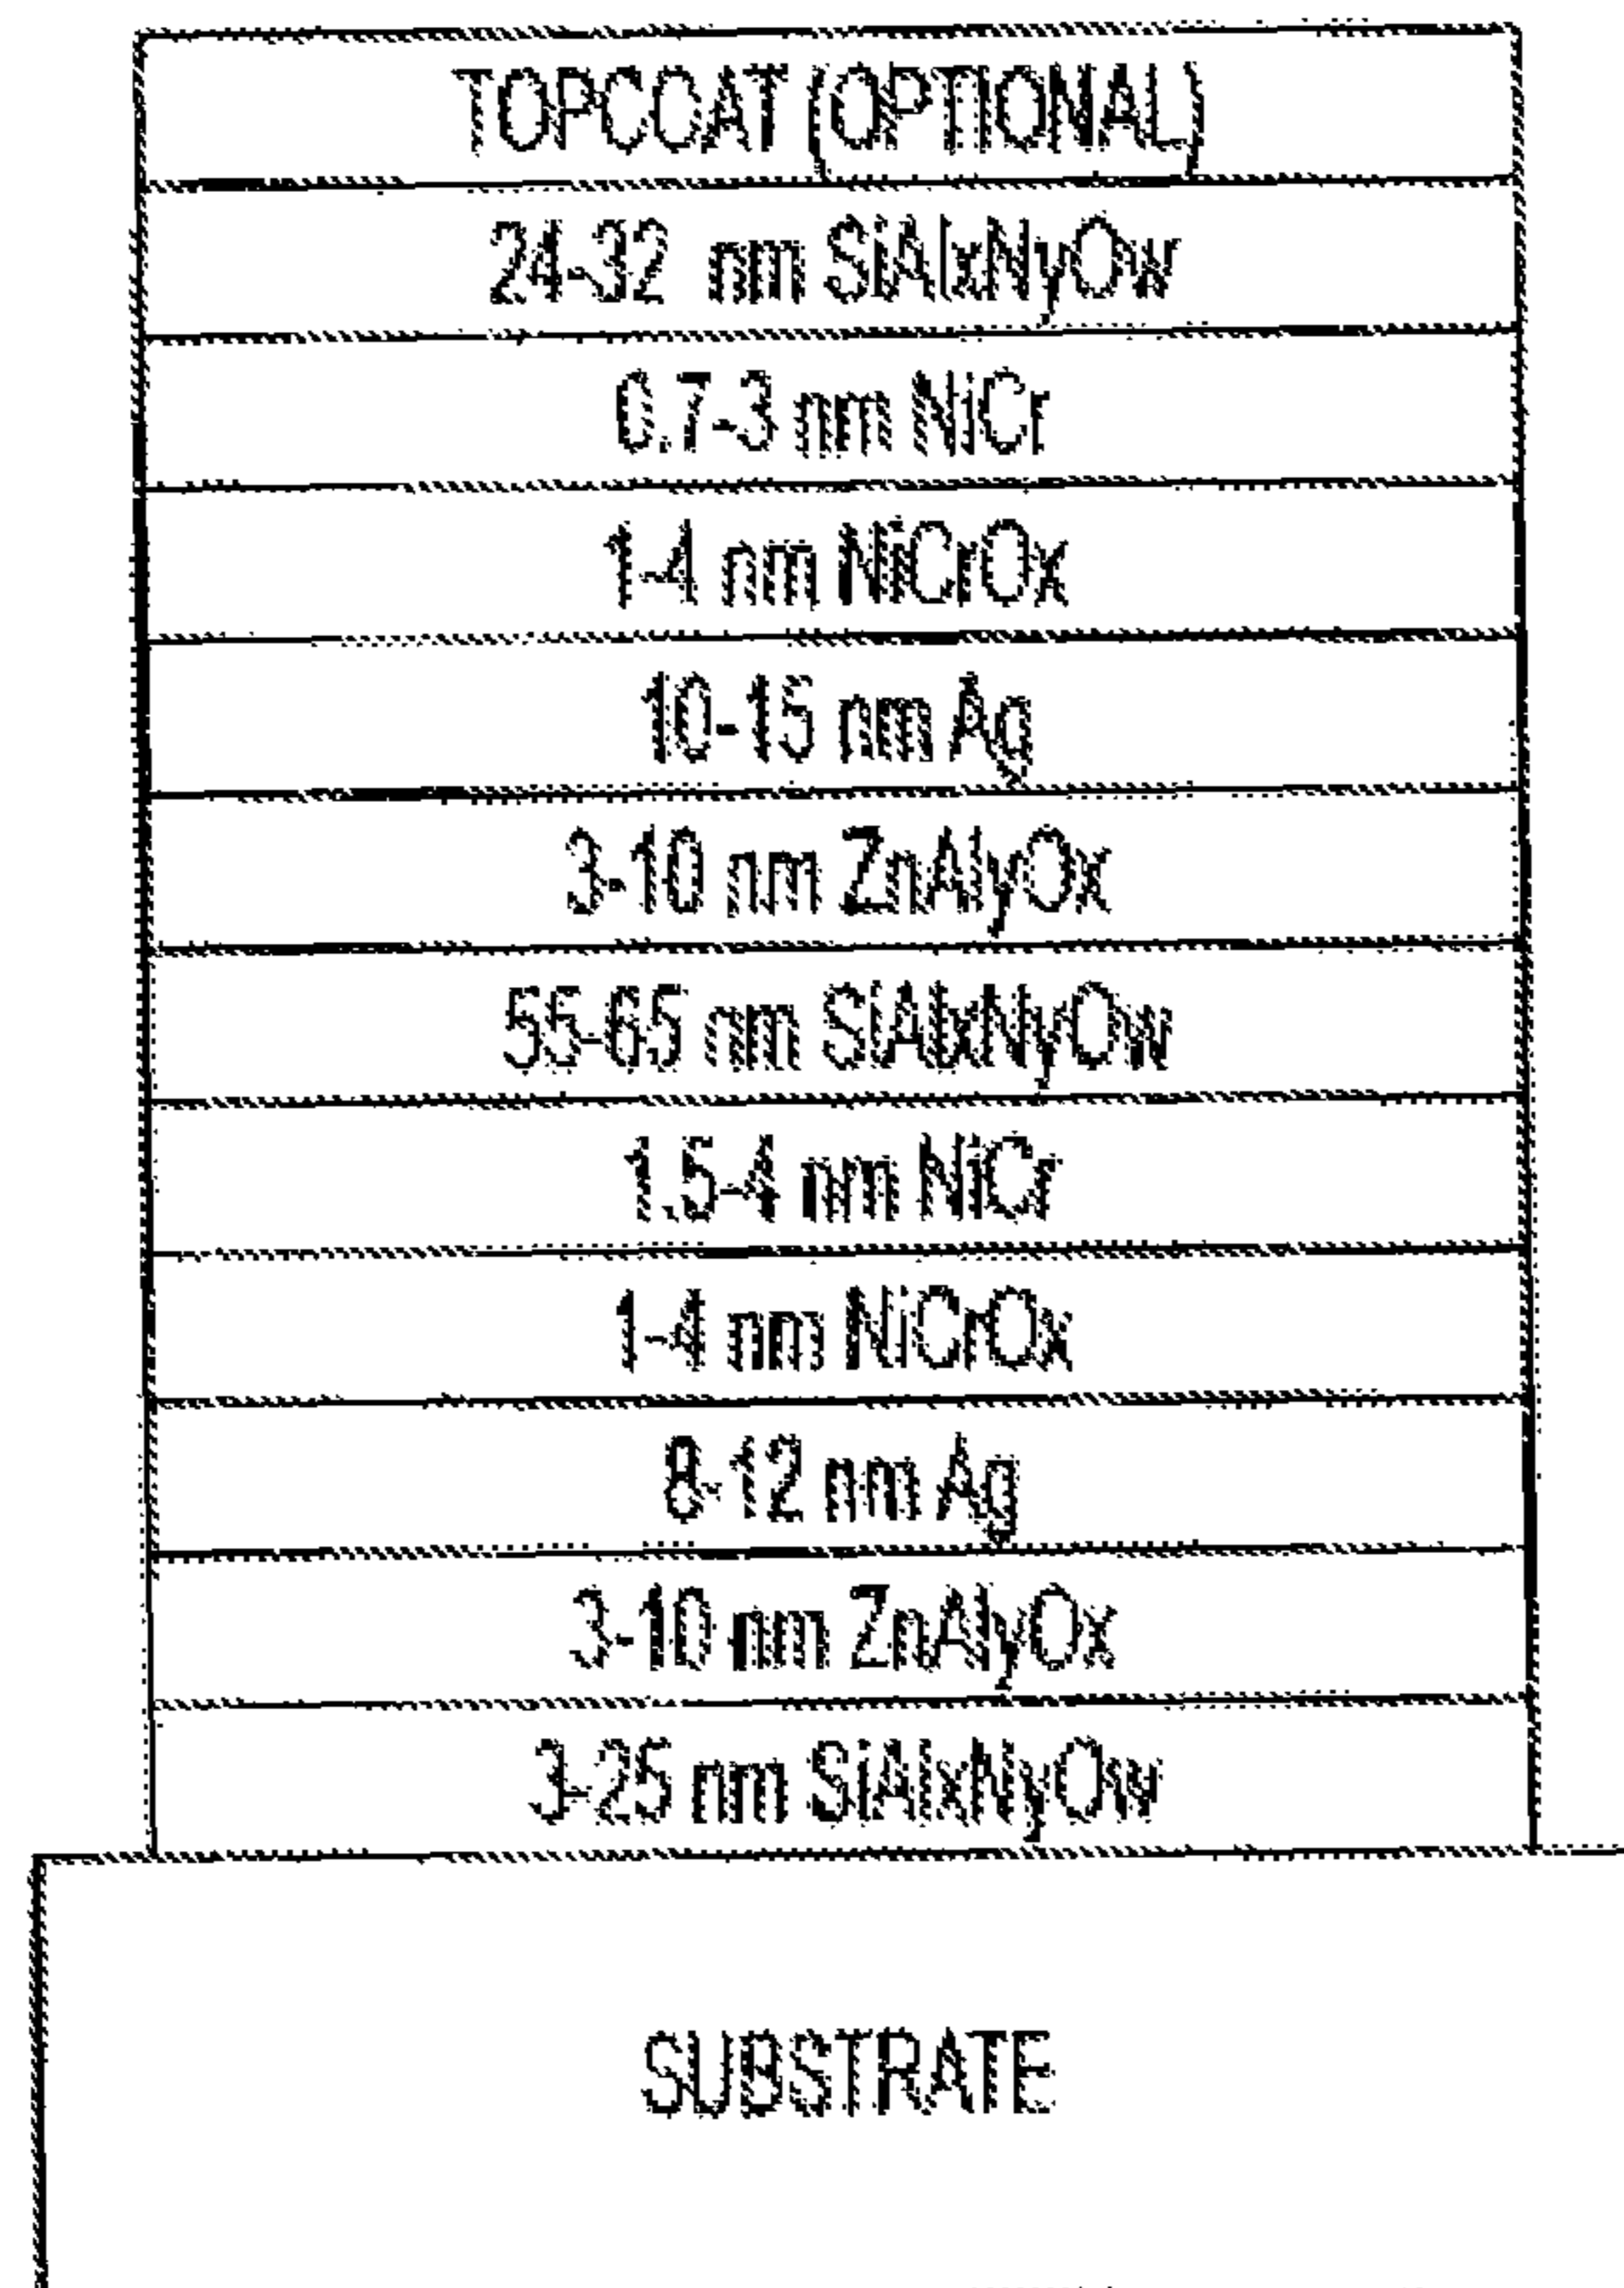 TOPCOAT (OPTIONAL)
24-32 nm SiAlxNyOw
0.7-3 nm NiCr
1-4 nm NiCrOx
10-15 nm Ag
3-10 nm ZnAlyOx
55-65 nm SiAlxNyOw
1.5-4 nm NiCr
1-4 nm NiCrOx
8-12 nm Ag
3-10 nm ZnAlyOx
3-25 nm SiAlxNyOw
SUBSTRATE